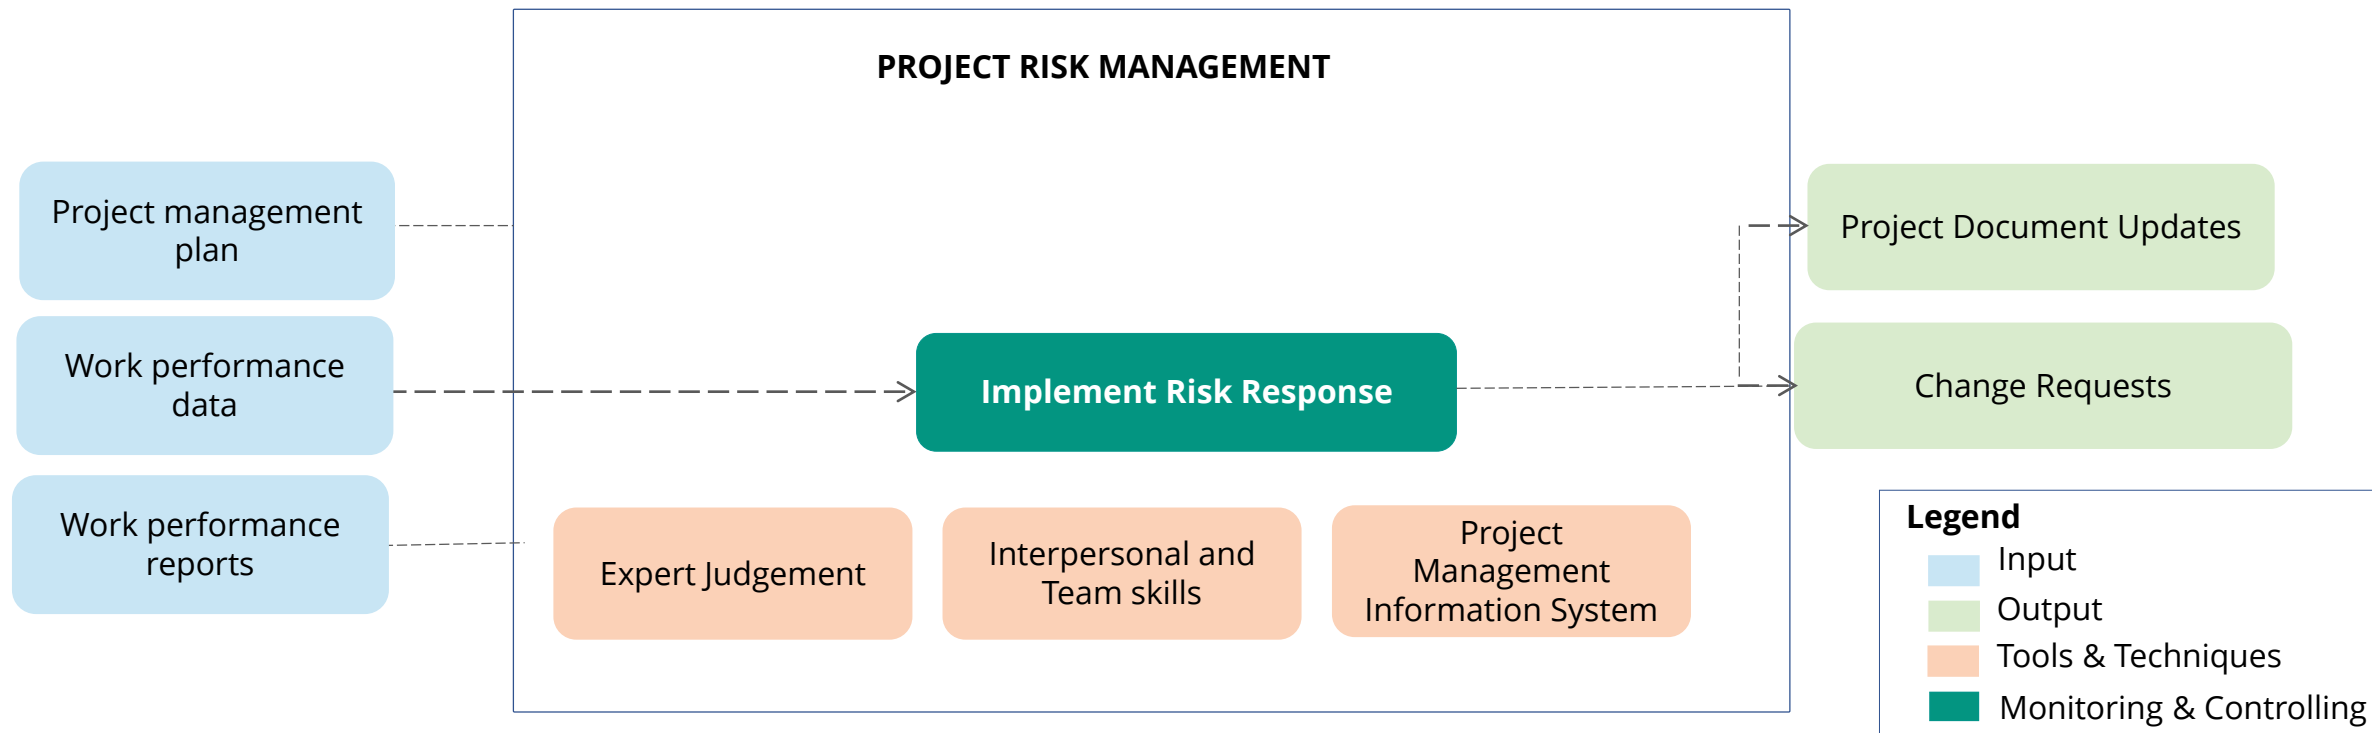 PROJECT RISK MANAGEMENT
Project management
plan
Work performance
data
Work performance
reports
Implement Risk Response
Expert Judgement
Interpersonal and
Team skills
Project
Management
Information System
Project Document Updates
Change Requests
Legend
Input
Output
Tools & Techniques
Monitoring & Controlling